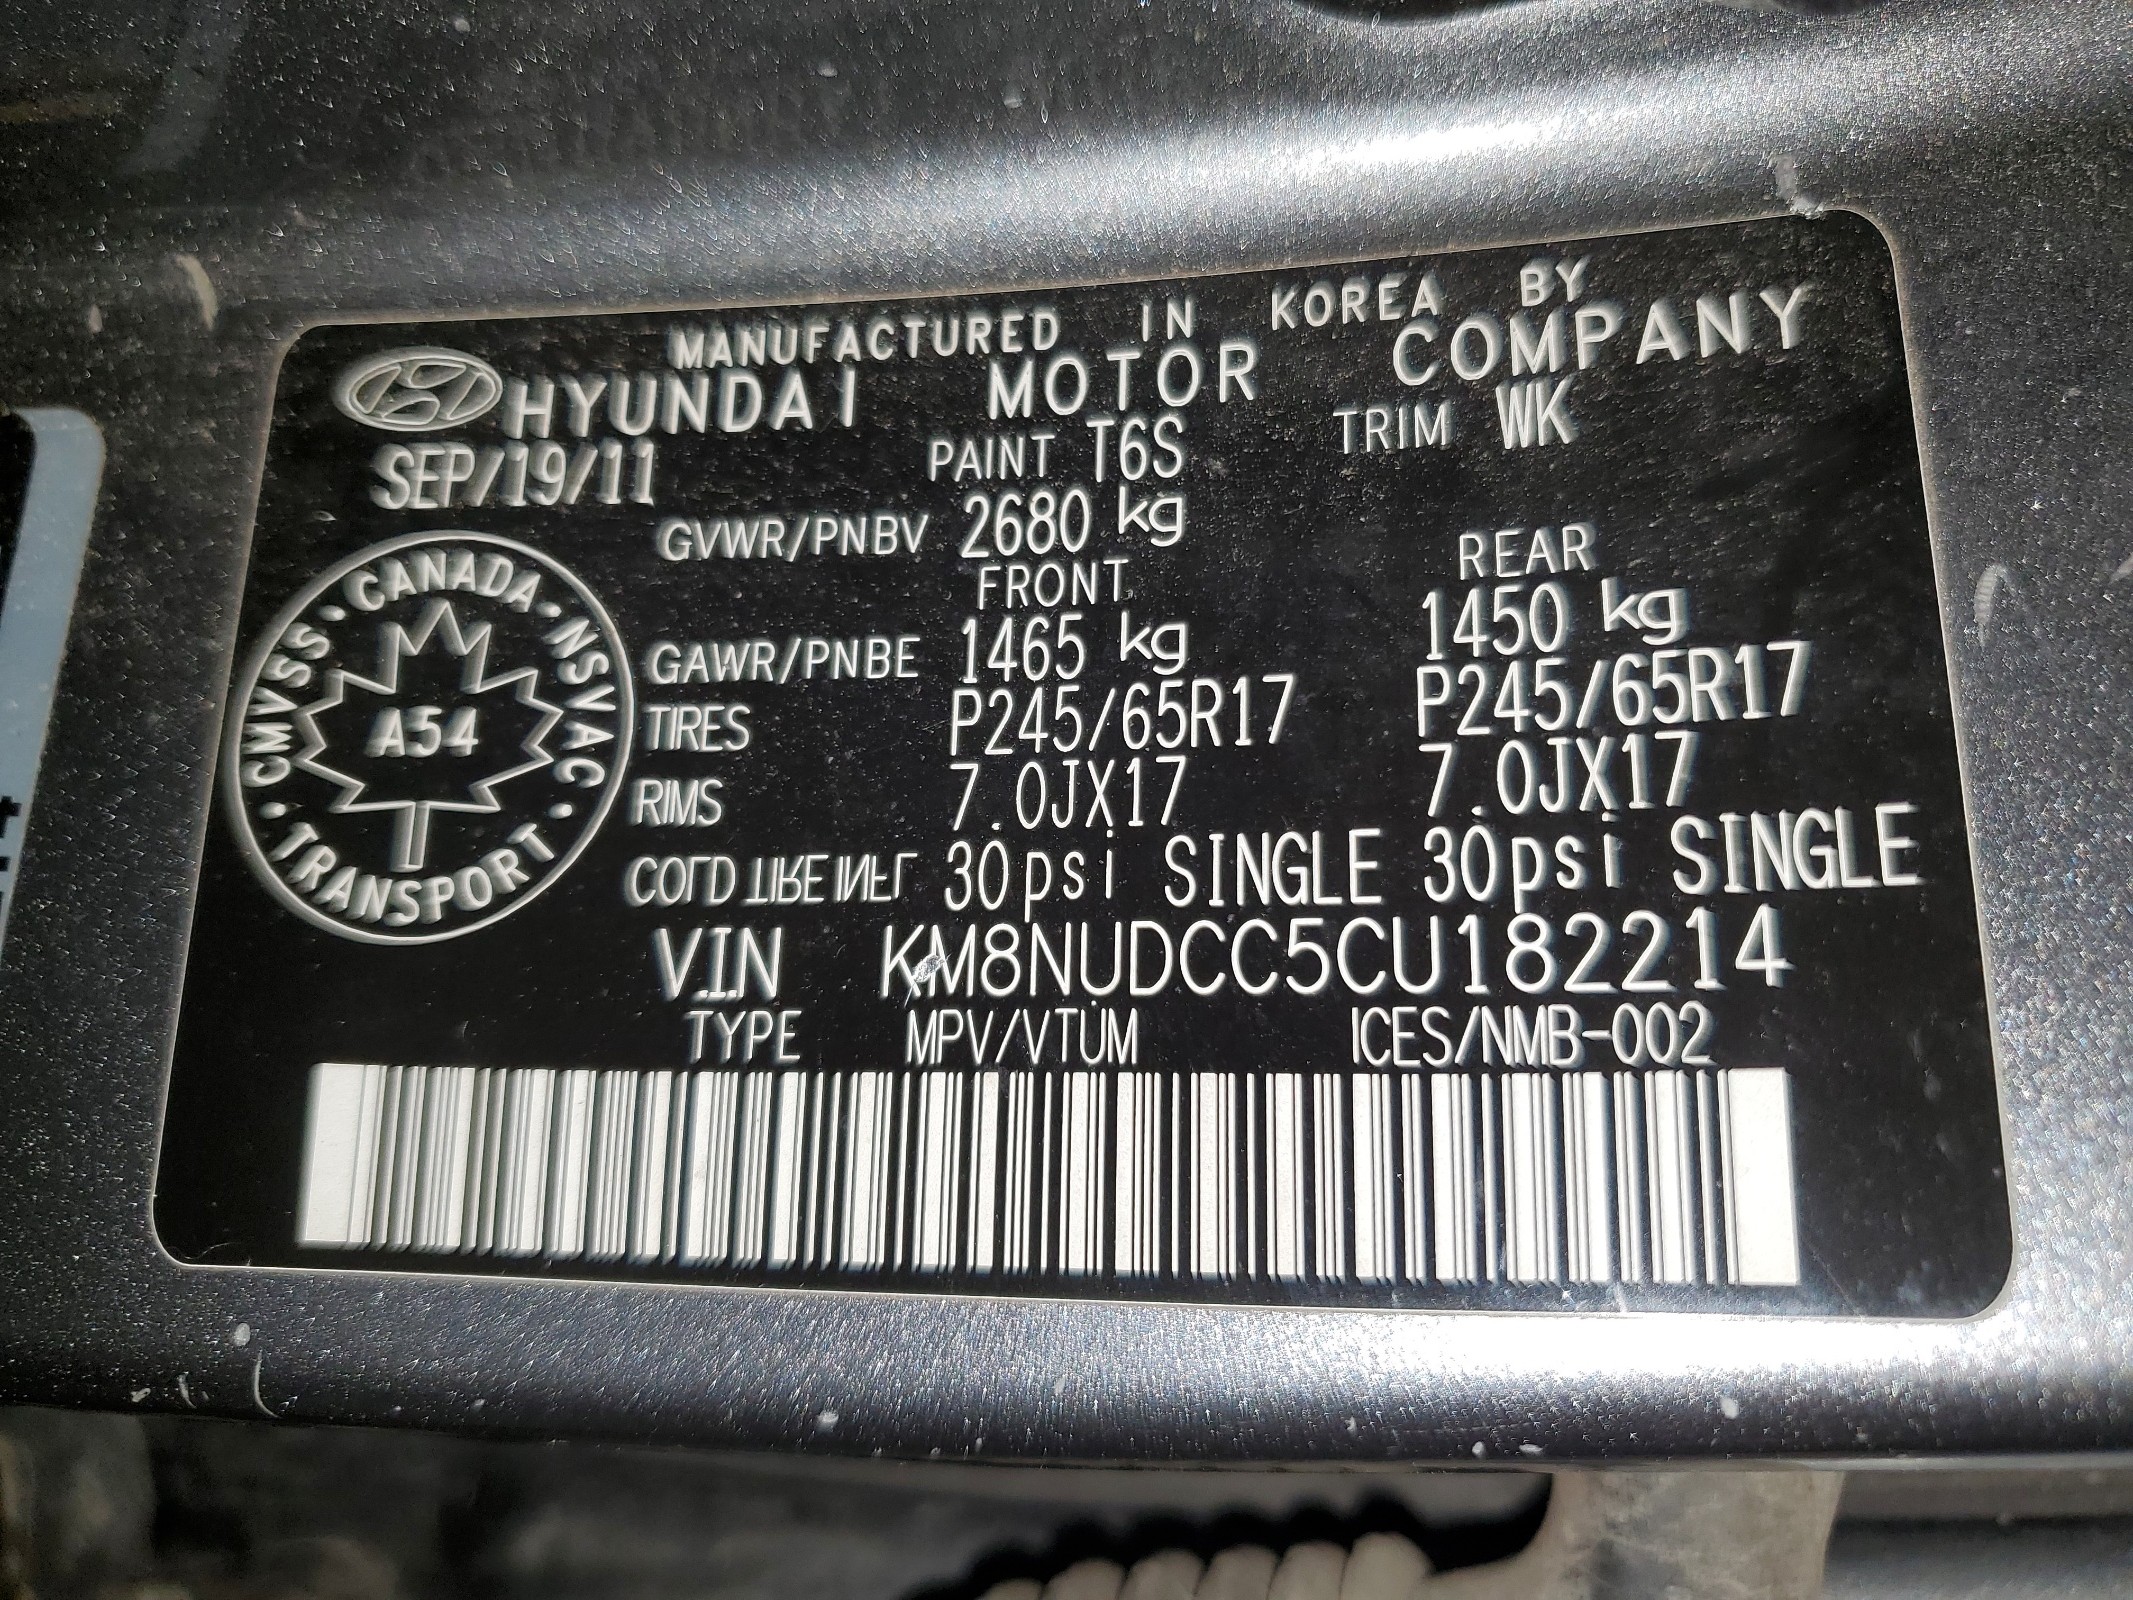 MANUFACTURED IN KOREA BY
HYUNDAI MOTOR COMPANY
SEP/19/11 PAINT T6S TRIM WK
GVWR/PNBV 2680 kg
FRONT REAR
GAWR/PNBE 1465 kg 1450 kg
TIRES P245/65R17 P245/65R17
RIMS 7.0JX17 7.0JX17
COLD TIRE INFL 30psi SINGLE 30psi SINGLE
V.I.N KM8NUDCC5CU182214
TYPE MPV/VTUM ICES/NMB-002
CANADA · NSVAC · TRANSPORT · CMVSS
A54